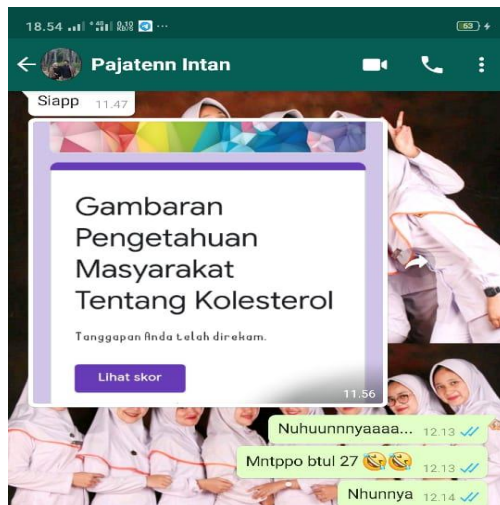 18.54
53
Pajatenn Intan
Siapp 11.47
Gambaran
Pengetahuan
Masyarakat
Tentang Kolesterol
Tanggapan Anda telah direkam.
Lihat skor
11.56
Nuhuunnnyaaaa... 12.13
Mntppo btul 27 🤣🤣 12.13
Nhunnya 12.14